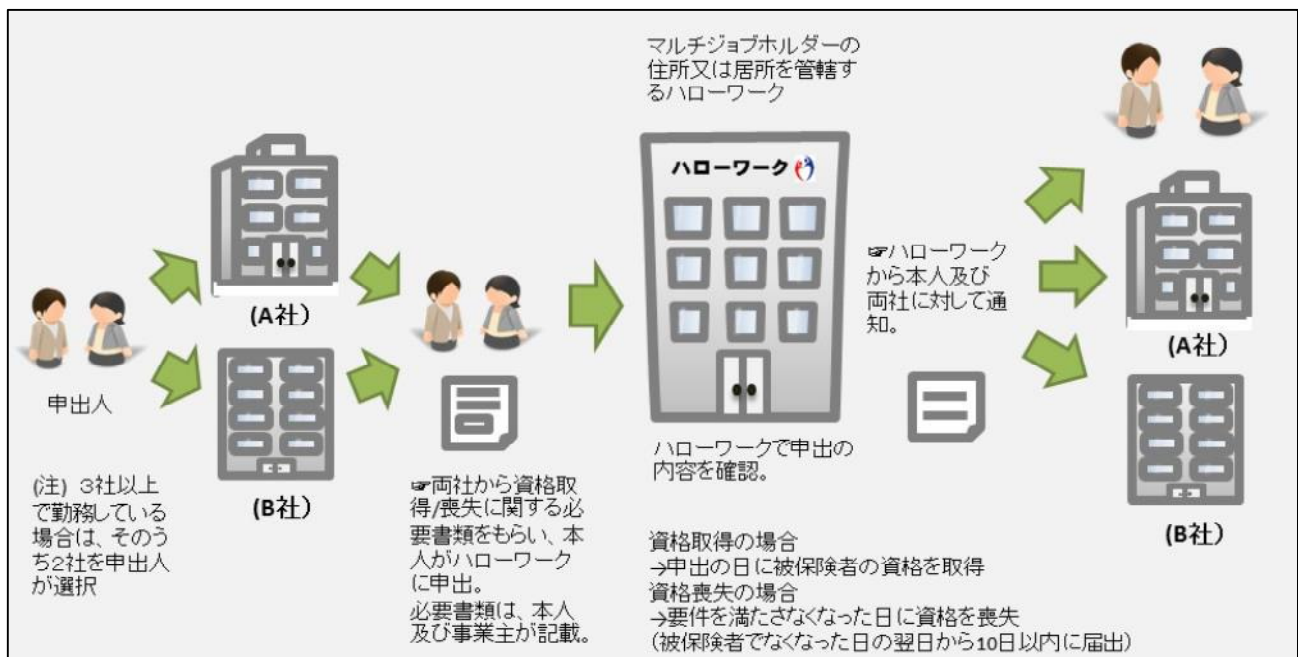 申出人
(注) 3社以上
で勤務している
場合は、そのう
ち2社を申出人
が選択
(A社)
(B社)
☞両社から資格取
得/喪失に関する必
要書類をもらい、本
人がハローワーク
に申出。
必要書類は、本人
及び事業主が記載。
マルチジョブホルダーの
住所又は居所を管轄す
るハローワーク
ハローワーク
ハローワークで申出の
内容を確認。
資格取得の場合
→申出の日に被保険者の資格を取得
資格喪失の場合
→要件を満たさなくなった日に資格を喪失
(被保険者でなくなった日の翌日から10日以内に届出)
☞ハローワーク
から本人及び
両社に対して通
知。
(A社)
(B社)